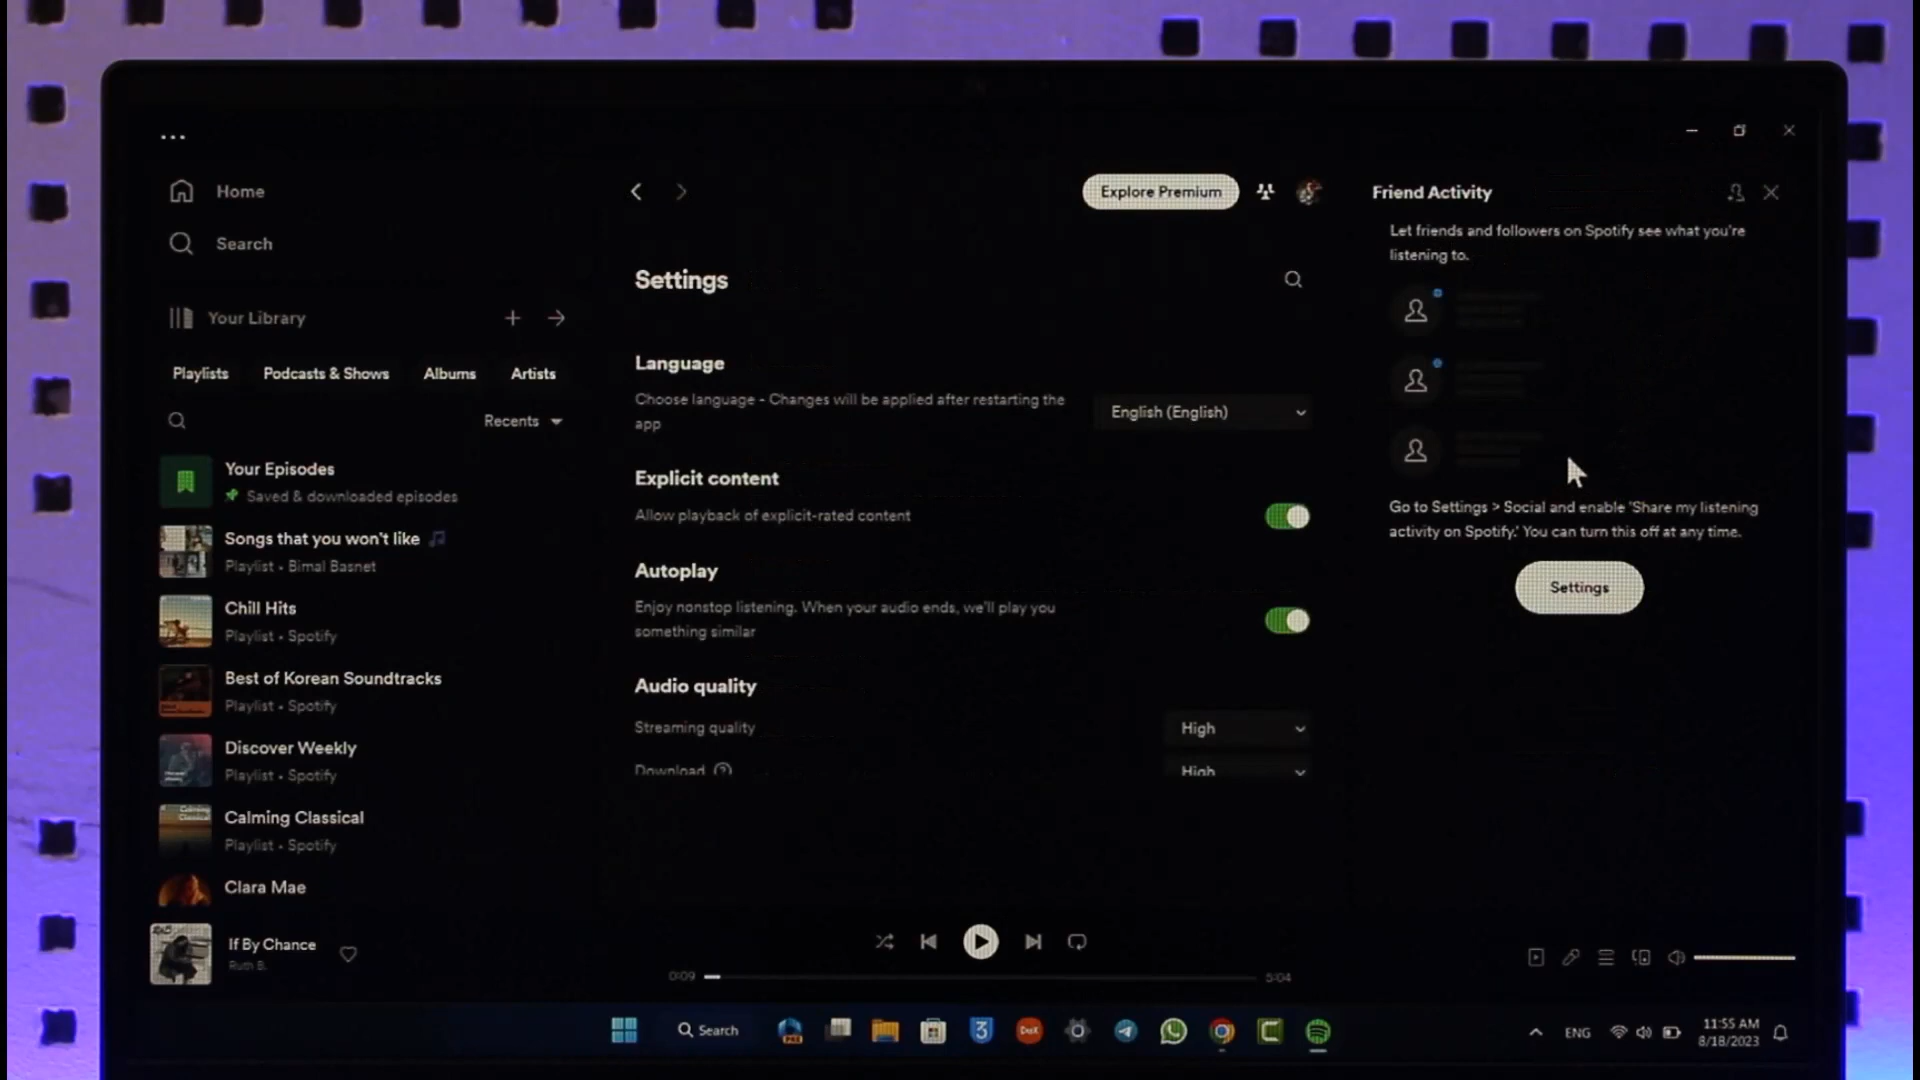 Home
Search
Your Library
Playlists
Podcasts & Shows
Albums
Artists
Recents
Your Episodes
Saved & downloaded episodes
Songs that you won't like
Playlist • Bimal Basnet
Chill Hits
Playlist • Spotify
Best of Korean Soundtracks
Playlist • Spotify
Discover Weekly
Playlist • Spotify
Calming Classical
Playlist • Spotify
Clara Mae
If By Chance
Ruth B.
Explore Premium
Settings
Language
Choose language - Changes will be applied after restarting the
app
English (English)
Explicit content
Allow playback of explicit-rated content
Autoplay
Enjoy nonstop listening. When your audio ends, we'll play you
something similar
Audio quality
Streaming quality
High
Download
High
Friend Activity
Let friends and followers on Spotify see what you're
listening to.
Go to Settings > Social and enable 'Share my listening
activity on Spotify.' You can turn this off at any time.
Settings
0:09
5:04
Search
ENG
11:55 AM
8/18/2023